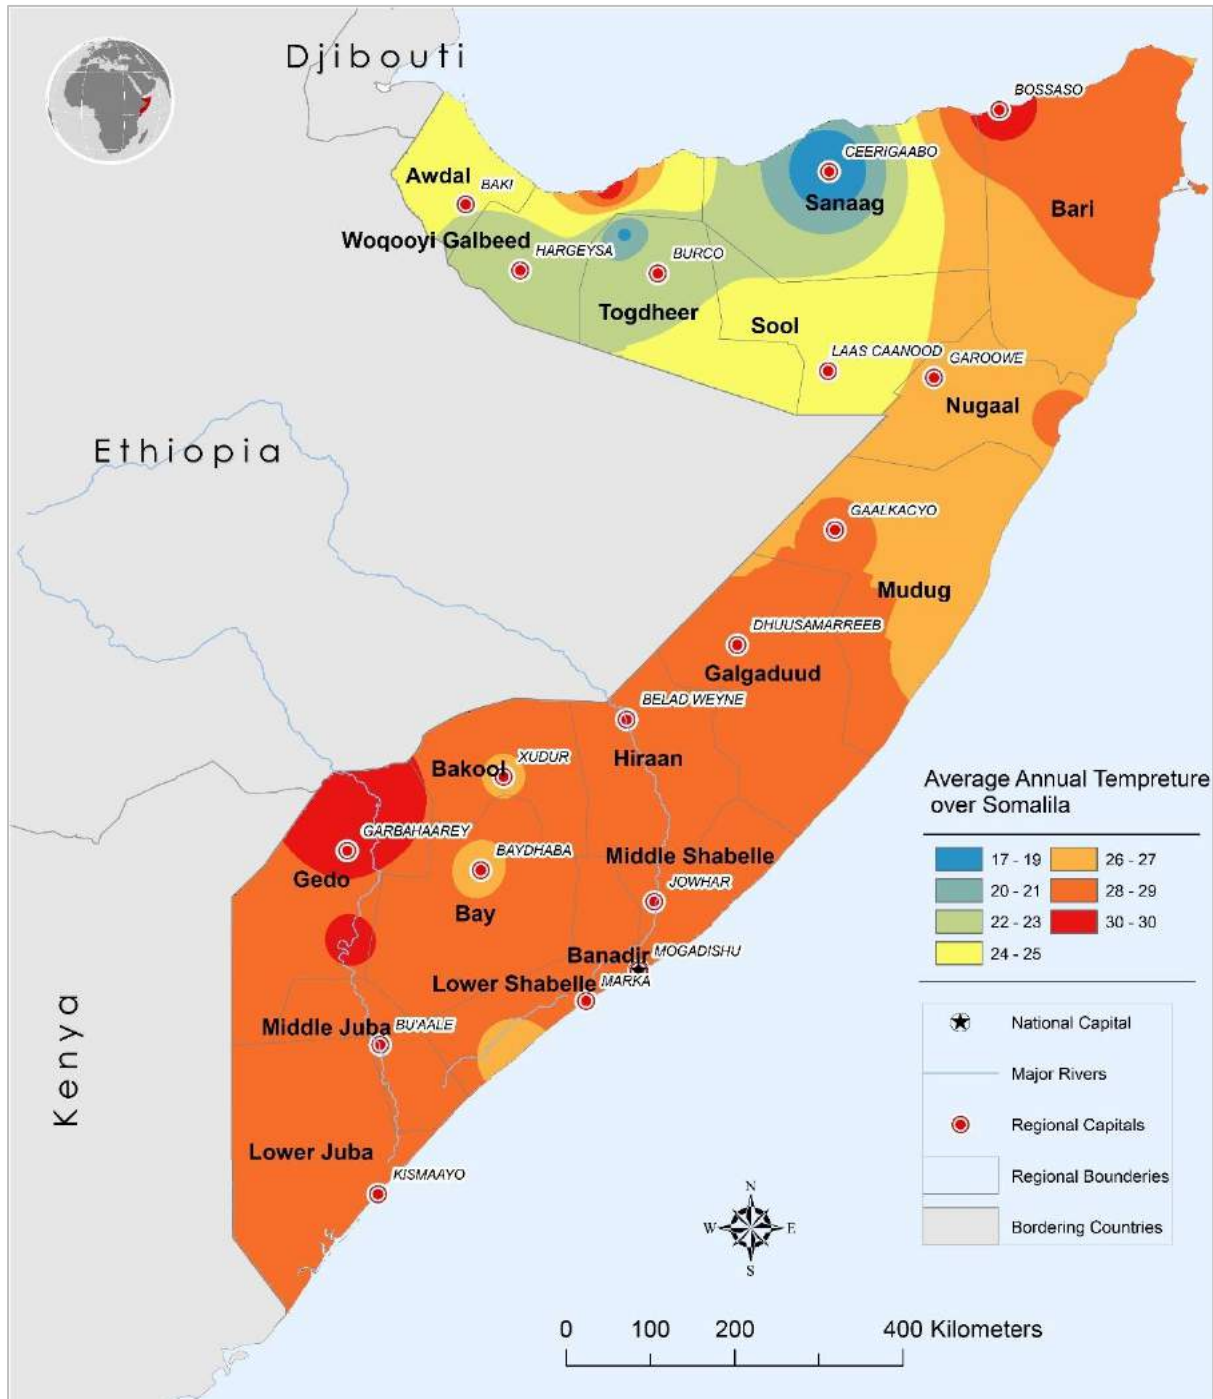 Djibouti
BOSSASO
CEERIGAABO
Awdal
BAKI
Sanaag
Bari
Woqooyi Galbeed
HARGEYSA
BURCO
Togdheer
Sool
LAAS CAANOOD
GAROOWE
Nugaal
Ethiopia
GAALKACYO
Mudug
DHUUSAMARREEB
Galgaduud
BELAD WEYNE
Hiraan
Bakool
XUDUR
GARBAHAAREY
Gedo
BAYDHABA
Bay
Middle Shabelle
JOWHAR
Banadir
MOGADISHU
Lower Shabelle
MARKA
Middle Juba
BU'AALE
Kenya
Lower Juba
KISMAAYO
Average Annual Tempreture
over Somalila
17 - 19
26 - 27
20 - 21
28 - 29
22 - 23
30 - 30
24 - 25
National Capital
Major Rivers
Regional Capitals
Regional Bounderies
Bordering Countries
N
W
E
S
0 100 200 400 Kilometers